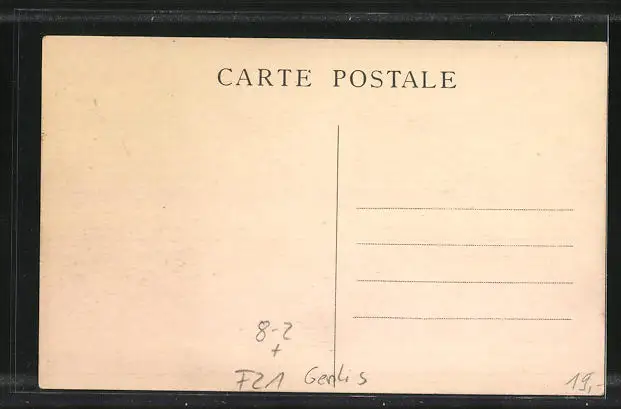 CARTE POSTALE
8-2
+
F21 Genlis
19,-